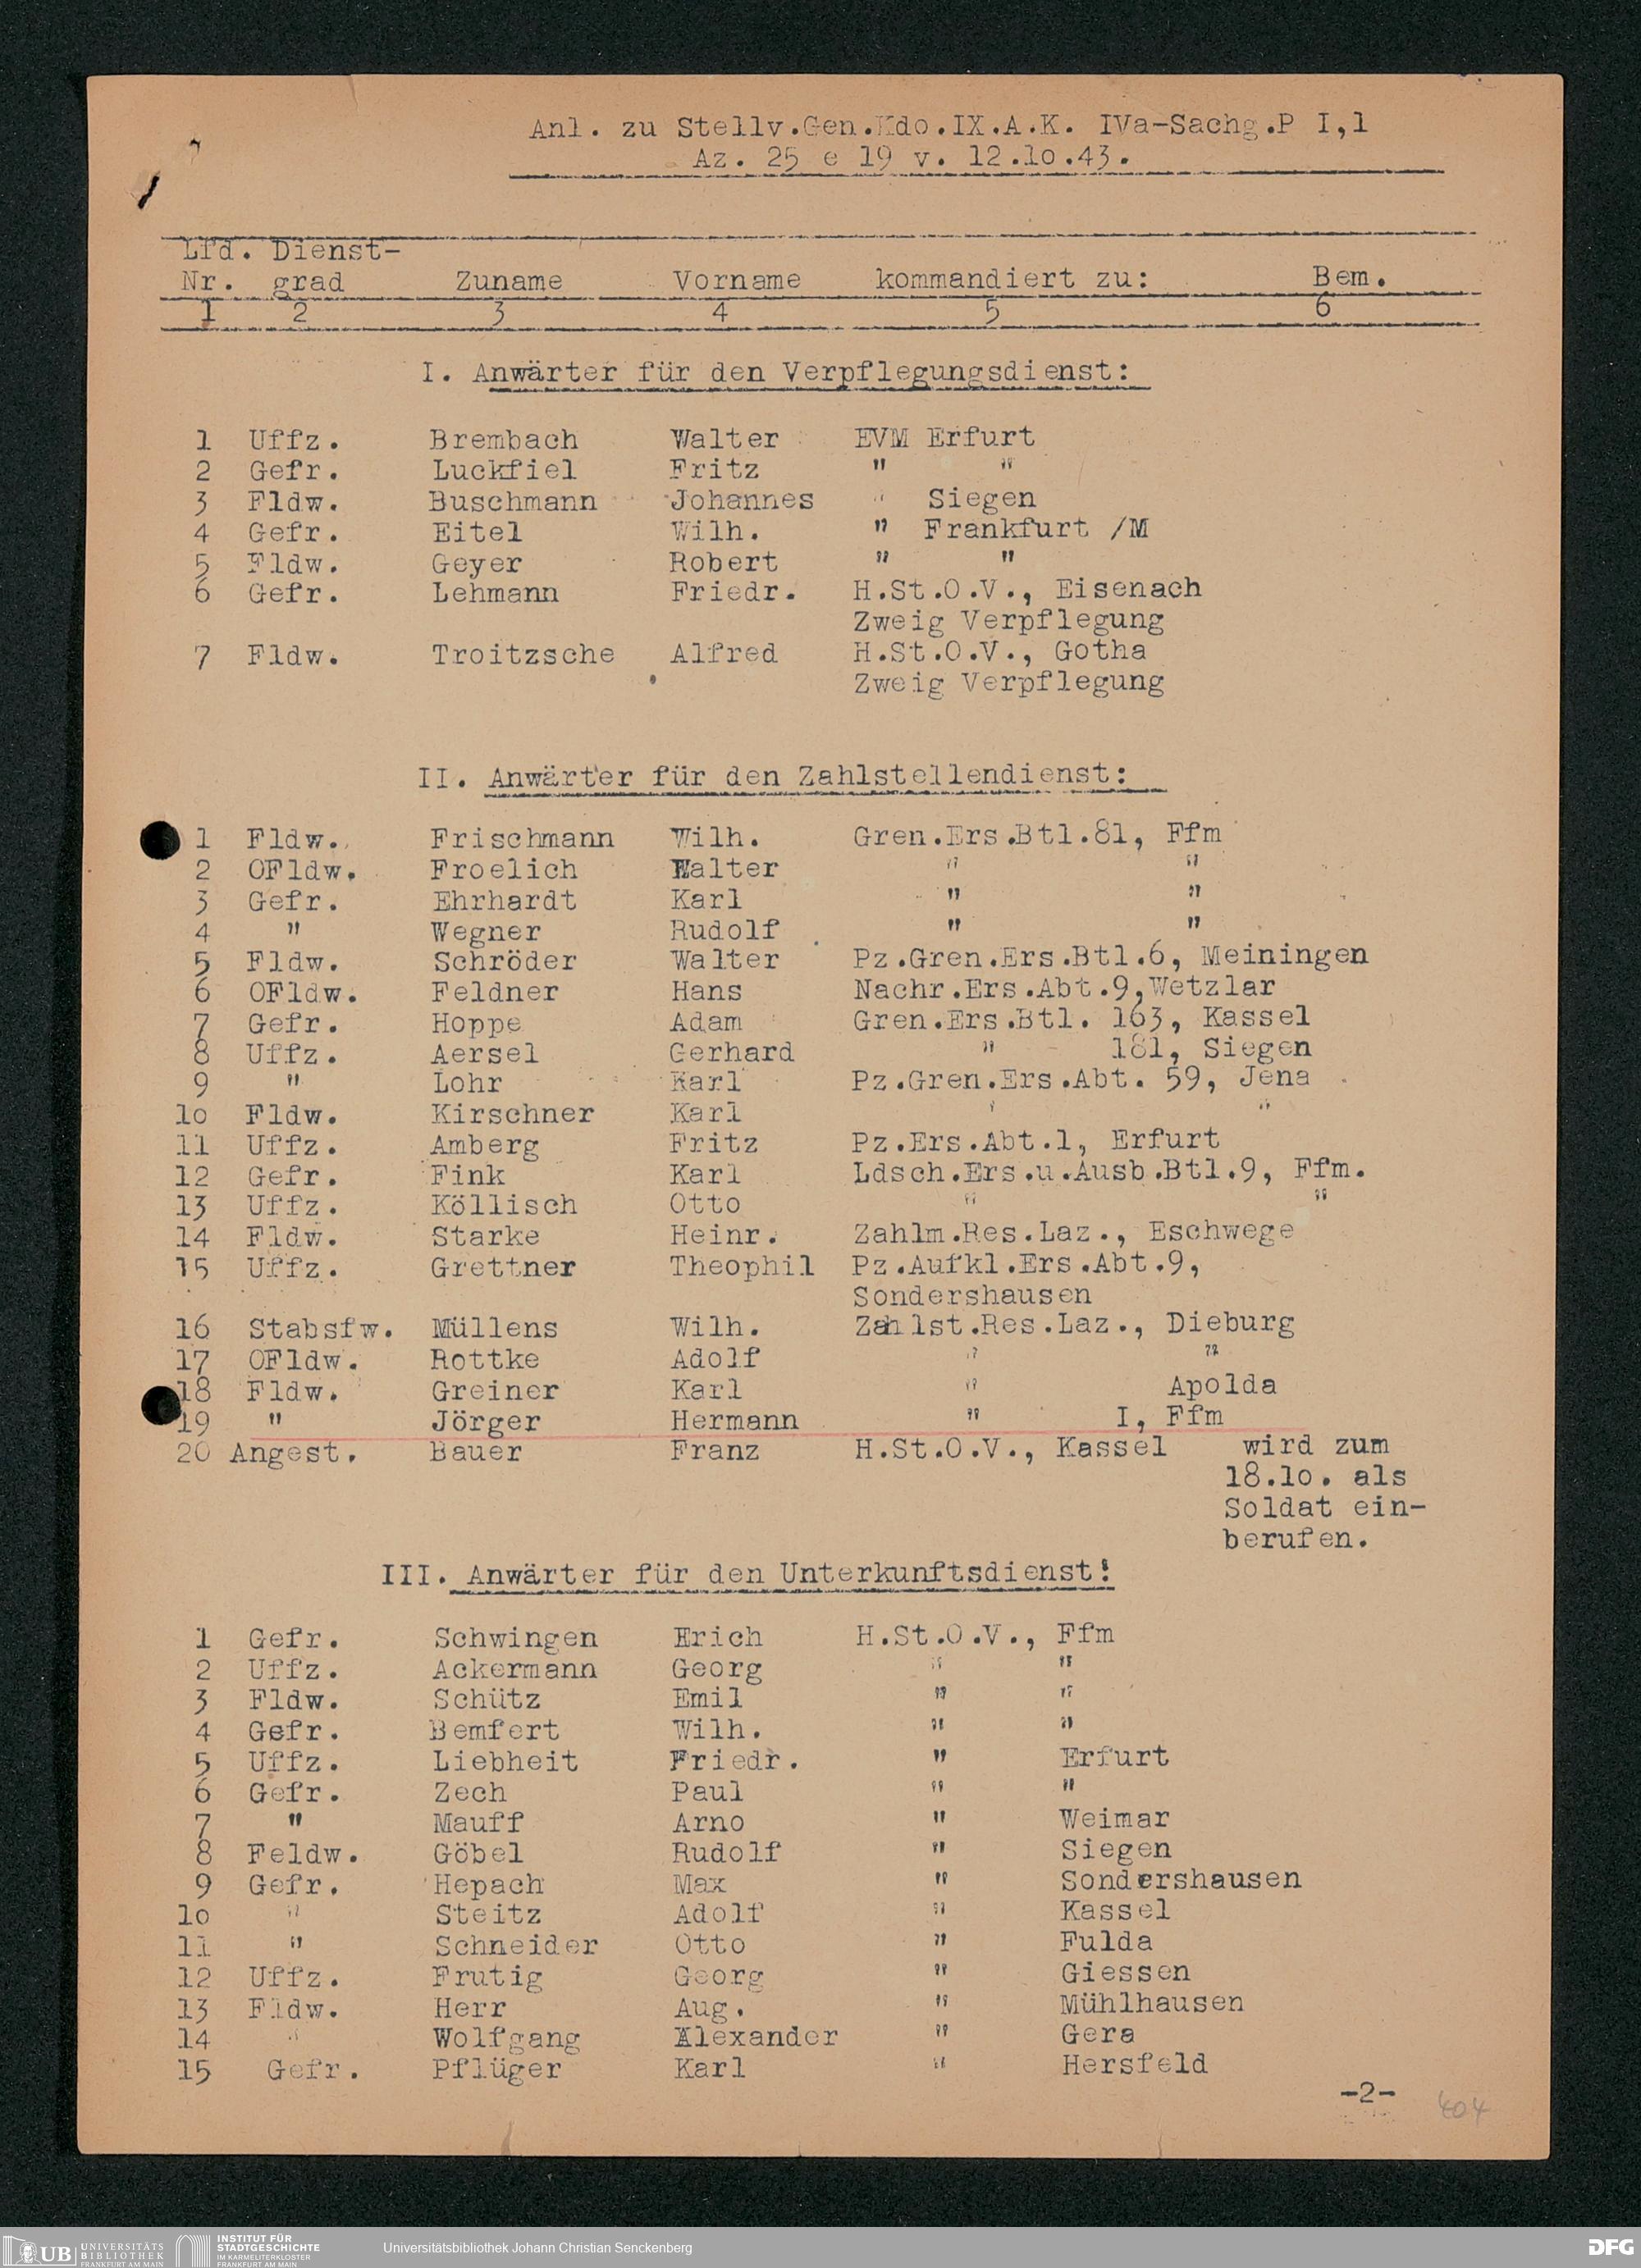 Anl. zu Stellv.Gen.Kdo.IX.A.K. IVa-Sachg.P I,1
Az. 25 e 19 v. 12.10.43.
Lfd. Dienst-
Nr. grad Zuname Vorname kommandiert zu: Bem.
1 2 3 4 5 6
I. Anwärter für den Verpflegungsdienst:
1 Uffz. Brembach Walter EVM Erfurt
2 Gefr. Luckfiel Fritz " "
3 Fldw. Buschmann Johannes " Siegen
4 Gefr. Eitel Wilh. " Frankfurt /M
5 Fldw. Geyer Robert " "
6 Gefr. Lehmann Friedr. H.St.O.V., Eisenach
Zweig Verpflegung
7 Fldw. Troitzsche Alfred H.St.O.V., Gotha
Zweig Verpflegung
II. Anwärter für den Zahlstellendienst:
1 Fldw. Frischmann Wilh. Gren.Ers.Btl.81, Ffm
2 OFldw. Froelich Walter " "
3 Gefr. Ehrhardt Karl " "
4 " Wegner Rudolf " "
5 Fldw. Schröder Walter Pz.Gren.Ers.Btl.6, Meiningen
6 OFldw. Feldner Hans Nachr.Ers.Abt.9,Wetzlar
7 Gefr. Hoppe Adam Gren.Ers.Btl. 163, Kassel
8 Uffz. Aersel Gerhard " 181, Siegen
9 " Lohr Karl Pz.Gren.Ers.Abt. 59, Jena
10 Fldw. Kirschner Karl " "
11 Uffz. Amberg Fritz Pz.Ers.Abt.1, Erfurt
12 Gefr. Fink Karl Ldsch.Ers.u.Ausb.Btl.9, Ffm.
13 Uffz. Köllisch Otto " "
14 Fldw. Starke Heinr. Zahlm.Res.Laz., Eschwege
15 Uffz. Grettner Theophil Pz.Aufkl.Ers.Abt.9,
Sondershausen
16 Stabsfw. Müllens Wilh. Zahlst.Res.Laz., Dieburg
17 OFldw. Rottke Adolf " "
18 Fldw. Greiner Karl " Apolda
19 " Jörger Hermann " I, Ffm
20 Angest. Bauer Franz H.St.O.V., Kassel wird zum
18.10. als
Soldat ein-
berufen.
III. Anwärter für den Unterkunftsdienst!
1 Gefr. Schwingen Erich H.St.O.V., Ffm
2 Uffz. Ackermann Georg " "
3 Fldw. Schütz Emil " "
4 Gefr. Bemfert Wilh. " "
5 Uffz. Liebheit Friedr. " Erfurt
6 Gefr. Zech Paul " "
7 " Mauff Arno " Weimar
8 Feldw. Göbel Rudolf " Siegen
9 Gefr. Hepach Max " Sondershausen
10 " Steitz Adolf " Kassel
11 " Schneider Otto " Fulda
12 Uffz. Frutig Georg " Giessen
13 Fldw. Herr Aug. " Mühlhausen
14 " Wolfgang Alexander " Gera
15 Gefr. Pflüger Karl " Hersfeld
-2-
404
UB UNIVERSITÄTS
BIBLIOTHEK
FRANKFURT AM MAIN
INSTITUT FÜR
STADTGESCHICHTE
IM KARMELITERKLOSTER
FRANKFURT AM MAIN
Universitätsbibliothek Johann Christian Senckenberg
DFG